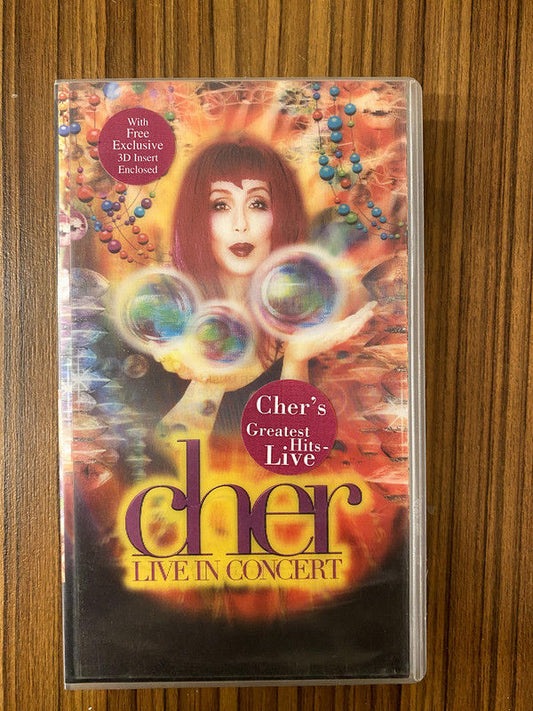 With
Free
Exclusive
3D Insert
Enclosed
Cher's
Greatest
Hits-
Live
cher
LIVE IN CONCERT